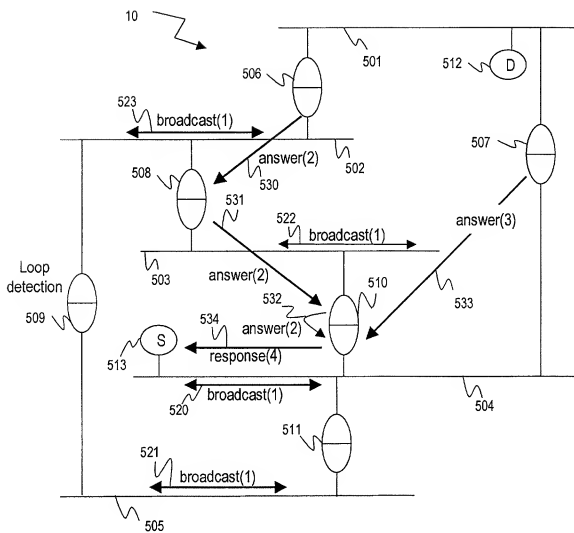 10
501
506
512
D
523
broadcast(1)
answer(2)
502
507
508
530
531
522
broadcast(1)
answer(3)
503
answer(2)
Loop
detection
509
532
510
533
534
answer(2)
S
513
response(4)
520
broadcast(1)
504
511
521
broadcast(1)
505